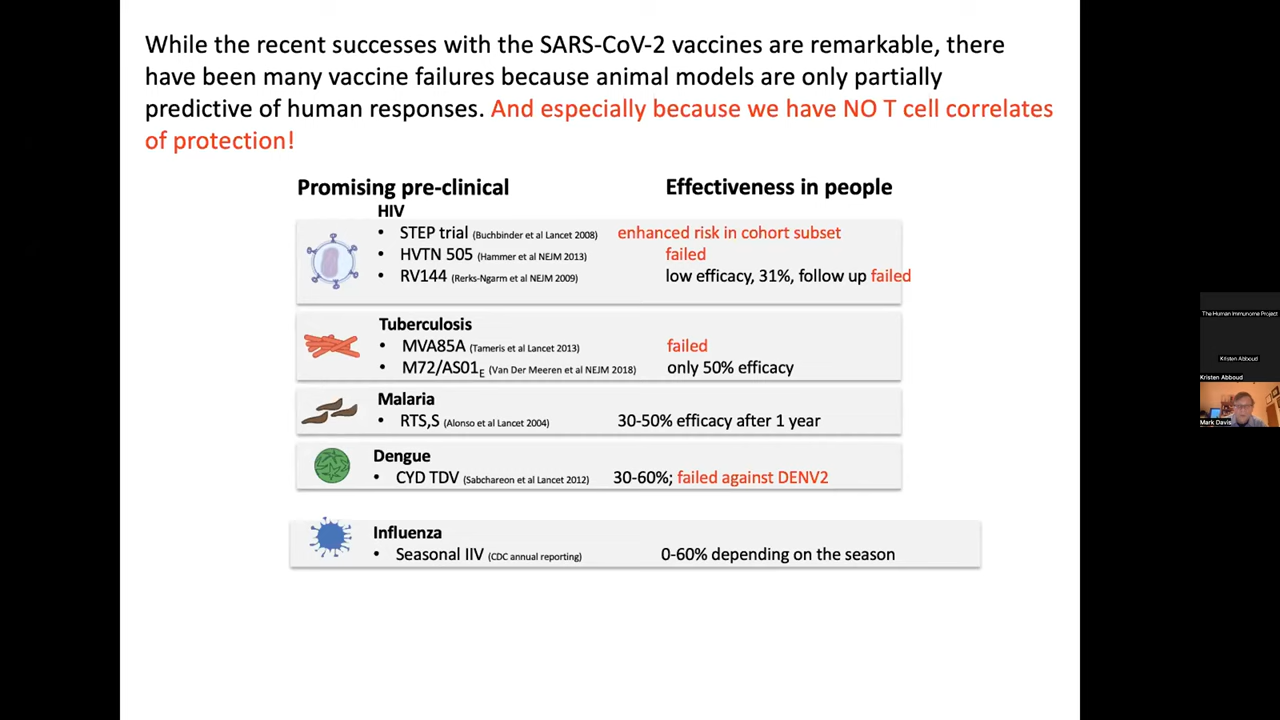 While the recent successes with the SARS-CoV-2 vaccines are remarkable, there
have been many vaccine failures because animal models are only partially
predictive of human responses. And especially because we have NO T cell correlates
of protection!
Promising pre-clinical Effectiveness in people
HIV
• STEP trial (Buchbinder et al Lancet 2008) enhanced risk in cohort subset
• HVTN 505 (Hammer et al NEJM 2013) failed
• RV144 (Rerks-Ngarm et al NEJM 2009) low efficacy, 31%, follow up failed
Tuberculosis
• MVA85A (Tameris et al Lancet 2013) failed
• M72/AS01E (Van Der Meeren et al NEJM 2018) only 50% efficacy
Malaria
• RTS,S (Alonso et al Lancet 2004) 30-50% efficacy after 1 year
Dengue
• CYD TDV (Sabchareon et al Lancet 2012) 30-60%; failed against DENV2
Influenza
• Seasonal IIV (CDC annual reporting) 0-60% depending on the season
The Human Immunome Project
Kristen Abboud
Kristen Abboud
Mark Davis